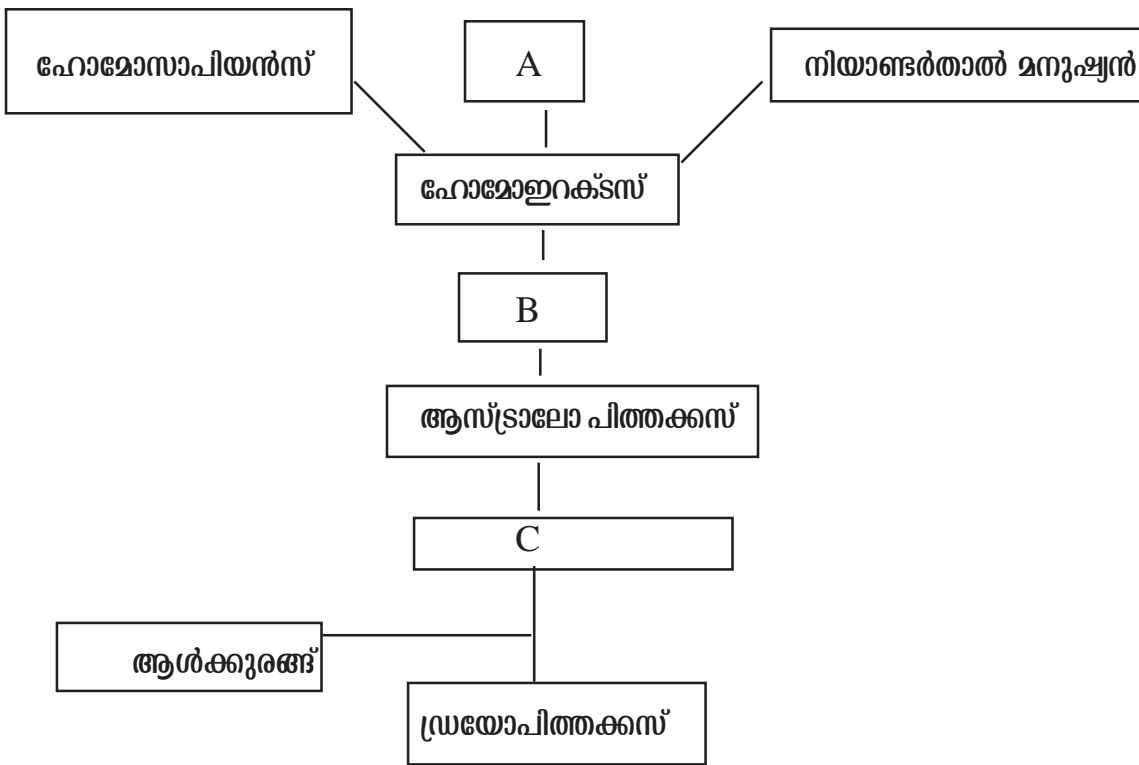 ഹോമോസാപിയൻസ്
A
നിയാണ്ടർതാൽ മനുഷ്യൻ
ഹോമോഇറക്ടസ്
B
ആസ്ട്രാലോ പിത്തക്കസ്
C
ആൾക്കുരങ്ങ്
ഡ്രയോപിത്തക്കസ്